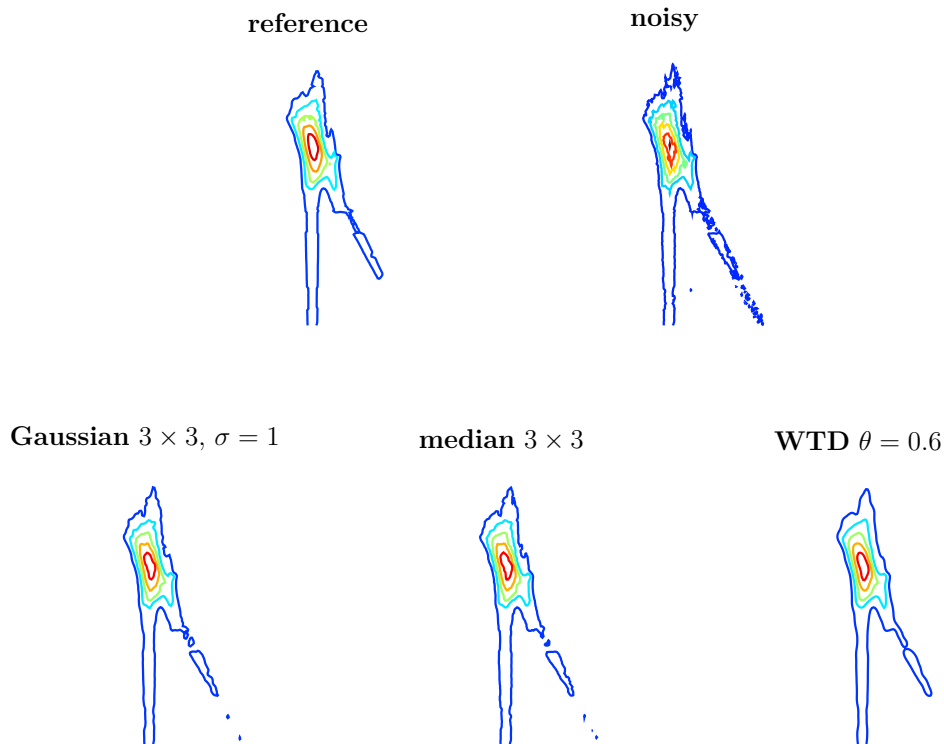 reference
noisy
Gaussian 3 × 3, σ = 1
median 3 × 3
WTD θ = 0.6